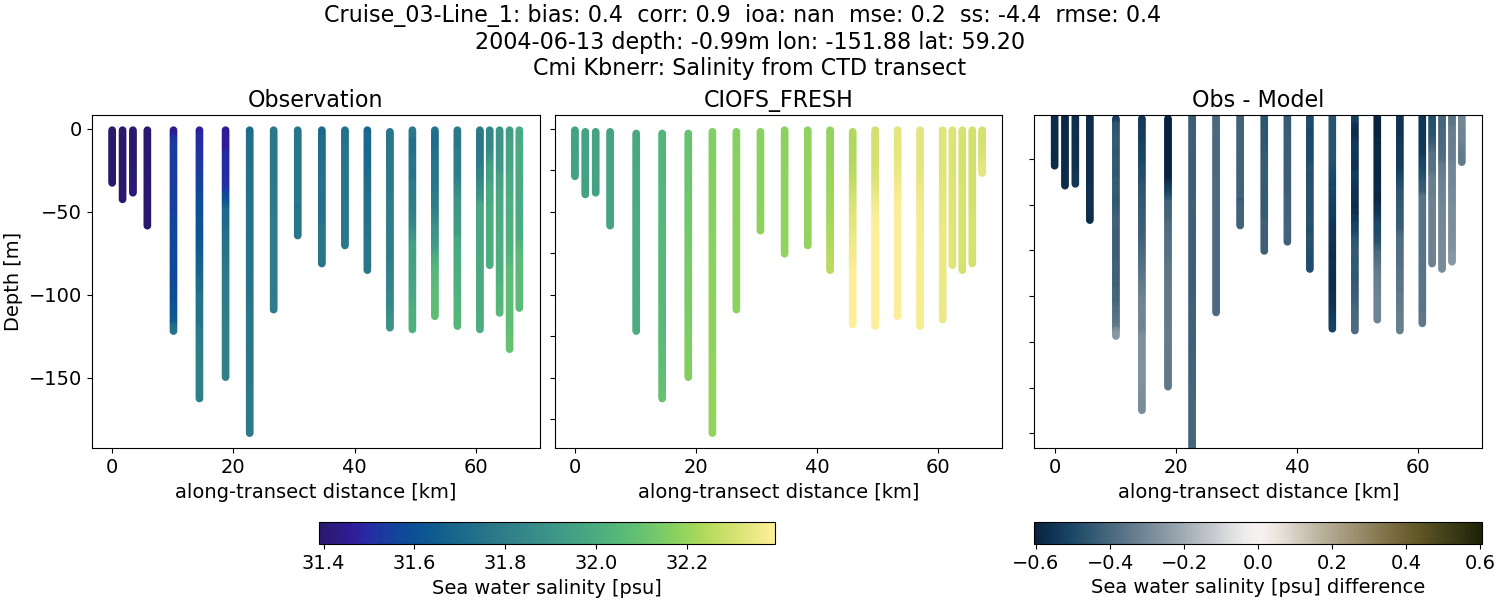 Cruise_03-Line_1: bias: 0.4  corr: 0.9  ioa: nan  mse: 0.2  ss: -4.4  rmse: 0.4
2004-06-13 depth: -0.99m lon: -151.88 lat: 59.20
Cmi Kbnerr: Salinity from CTD transect
Observation
CIOFS_FRESH
Obs - Model
Depth [m]
0
−50
−100
−150
0 20 40 60
0 20 40 60
0 20 40 60
along-transect distance [km]
along-transect distance [km]
along-transect distance [km]
31.4 31.6 31.8 32.0 32.2
Sea water salinity [psu]
−0.6 −0.4 −0.2 0.0 0.2 0.4 0.6
Sea water salinity [psu] difference